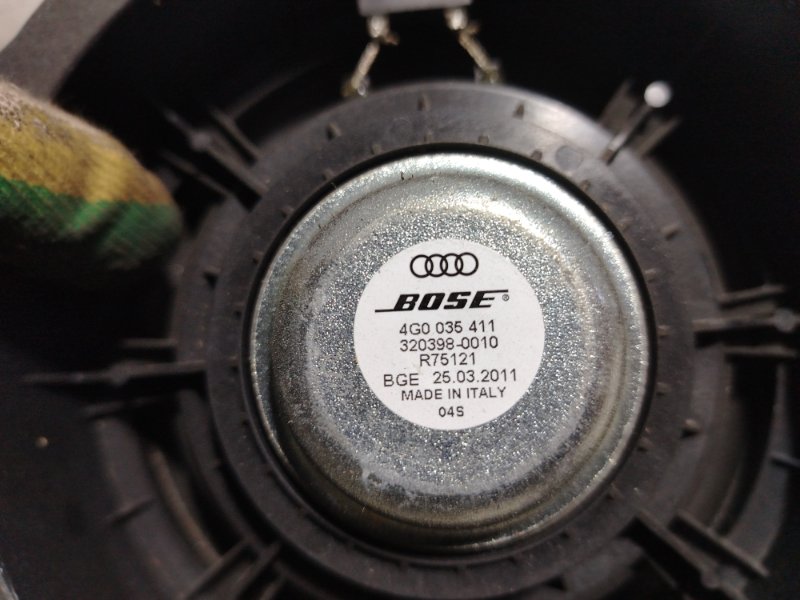 BOSE®
4G0 035 411
320398-0010
R75121
BGE 25.03.2011
MADE IN ITALY
04S